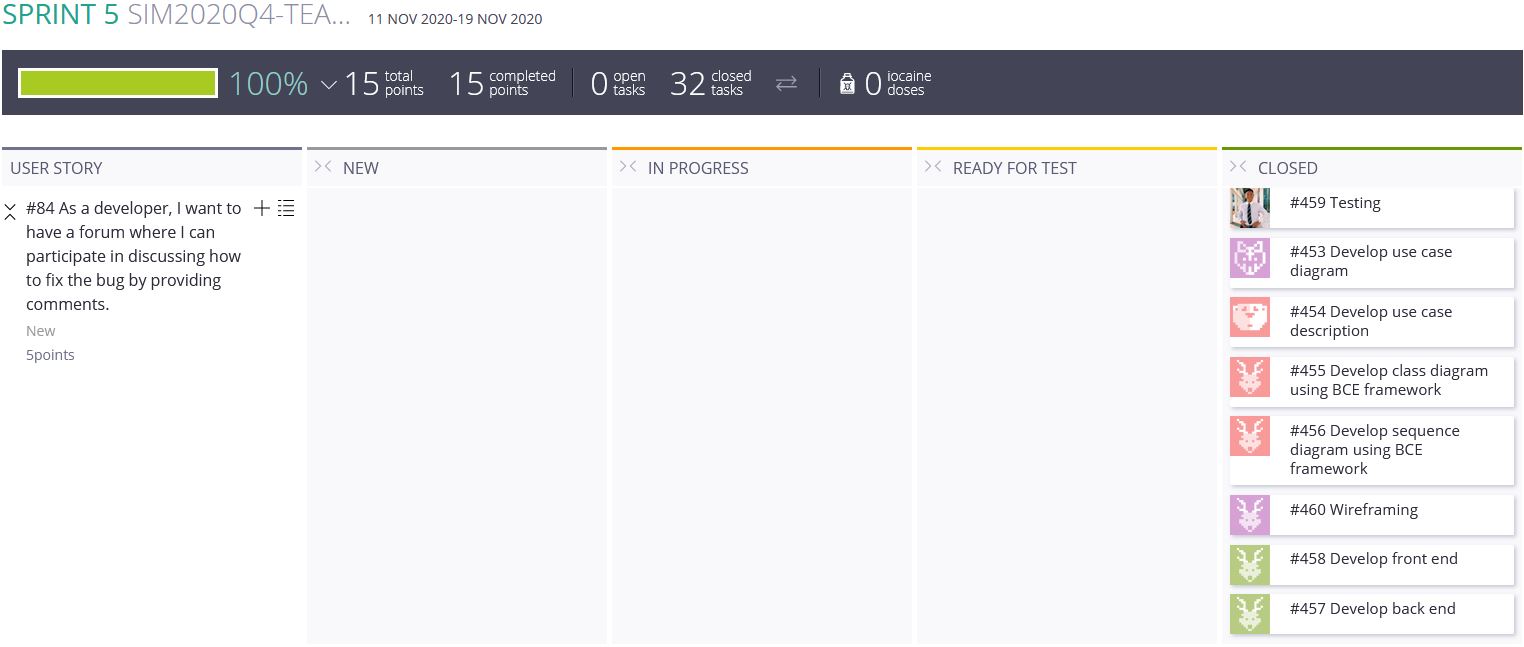 SPRINT 5 SIM2020Q4-TEA... 11 NOV 2020-19 NOV 2020
100% 15 total points 15 completed points 0 open tasks 32 closed tasks 0 iocaine doses
USER STORY NEW IN PROGRESS READY FOR TEST CLOSED
#84 As a developer, I want to
have a forum where I can
participate in discussing how
to fix the bug by providing
comments.
New
5points
#459 Testing
#453 Develop use case
diagram
#454 Develop use case
description
#455 Develop class diagram
using BCE framework
#456 Develop sequence
diagram using BCE
framework
#460 Wireframing
#458 Develop front end
#457 Develop back end